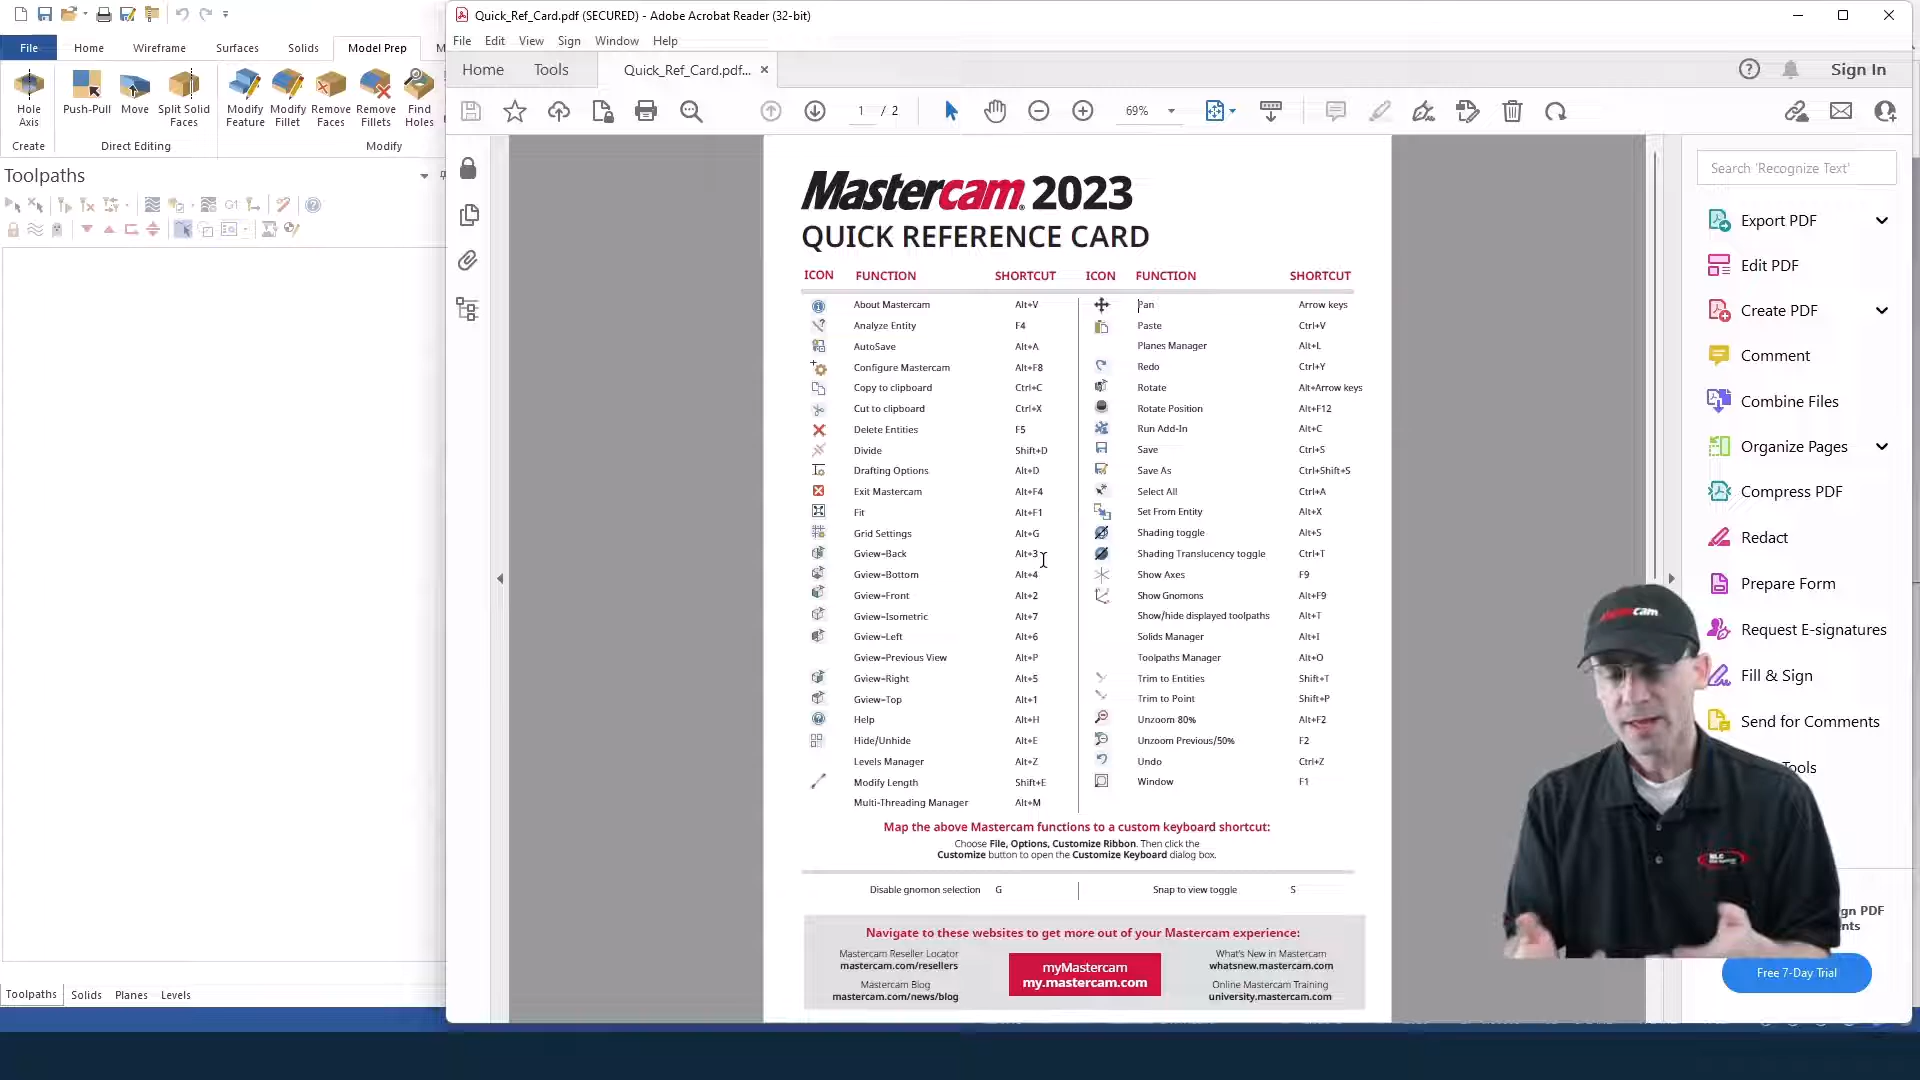 Quick_Ref_Card.pdf (SECURED) - Adobe Acrobat Reader (32-bit)
File Edit View Sign Window Help
File Home Wireframe Surfaces Solids Model Prep
Home Tools Quick_Ref_Card.pdf... Sign In
Hole Axis
Push-Pull
Move
Split Solid Faces
Modify Feature
Modify Fillet
Remove Faces
Remove Fillets
Find Holes
1 / 2 69%
Create Direct Editing Modify
Toolpaths
G1
Mastercam. 2023
QUICK REFERENCE CARD
ICON FUNCTION SHORTCUT ICON FUNCTION SHORTCUT
About Mastercam Alt+V
Analyze Entity F4
AutoSave Alt+A
Configure Mastercam Alt+F8
Copy to clipboard Ctrl+C
Cut to clipboard Ctrl+X
Delete Entities F5
Divide Shift+D
Drafting Options Alt+D
Exit Mastercam Alt+F4
Fit Alt+F1
Grid Settings Alt+G
Gview=Back Alt+3
Gview=Bottom Alt+4
Gview=Front Alt+2
Gview=Isometric Alt+7
Gview=Left Alt+6
Gview=Previous View Alt+P
Gview=Right Alt+5
Gview=Top Alt+1
Help Alt+H
Hide/Unhide Alt+E
Levels Manager Alt+Z
Modify Length Shift+E
Multi-Threading Manager Alt+M
Pan Arrow keys
Paste Ctrl+V
Planes Manager Alt+L
Redo Ctrl+Y
Rotate Alt+Arrow keys
Rotate Position Alt+F12
Run Add-In Alt+C
Save Ctrl+S
Save As Ctrl+Shift+S
Select All Ctrl+A
Set From Entity Alt+X
Shading toggle Alt+S
Shading Translucency toggle Ctrl+T
Show Axes F9
Show Gnomons Alt+F9
Show/hide displayed toolpaths Alt+T
Solids Manager Alt+I
Toolpaths Manager Alt+O
Trim to Entities Shift+T
Trim to Point Shift+P
Unzoom 80% Alt+F2
Unzoom Previous/50% F2
Undo Ctrl+Z
Window F1
Map the above Mastercam functions to a custom keyboard shortcut:
Choose File, Options, Customize Ribbon. Then click the
Customize button to open the Customize Keyboard dialog box.
Disable gnomon selection G Snap to view toggle S
Navigate to these websites to get more out of your Mastercam experience:
Mastercam Reseller Locator
mastercam.com/resellers
Mastercam Blog
mastercam.com/news/blog
myMastercam
my.mastercam.com
What's New in Mastercam
whatsnew.mastercam.com
Online Mastercam Training
university.mastercam.com
Search 'Recognize Text'
Export PDF
Edit PDF
Create PDF
Comment
Combine Files
Organize Pages
Compress PDF
Redact
Prepare Form
Request E-signatures
Fill & Sign
Send for Comments
Tools
PDF
Free 7-Day Trial
Toolpaths Solids Planes Levels